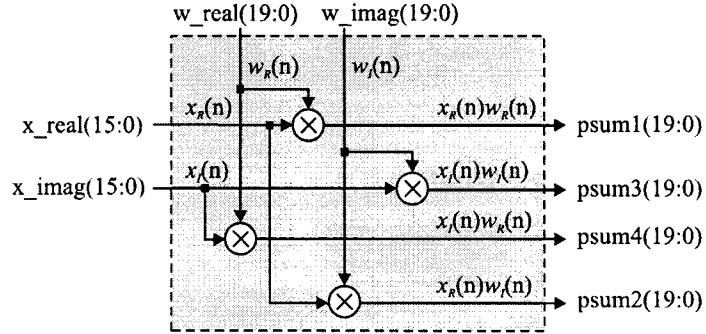 w_real(19:0) w_imag(19:0)
w_R(n) w_I(n)
x_real(15:0) x_R(n) x_R(n)w_R(n) psum1(19:0)
x_imag(15:0) x_I(n) x_I(n)w_I(n) psum3(19:0)
x_I(n)w_R(n) psum4(19:0)
x_R(n)w_I(n) psum2(19:0)